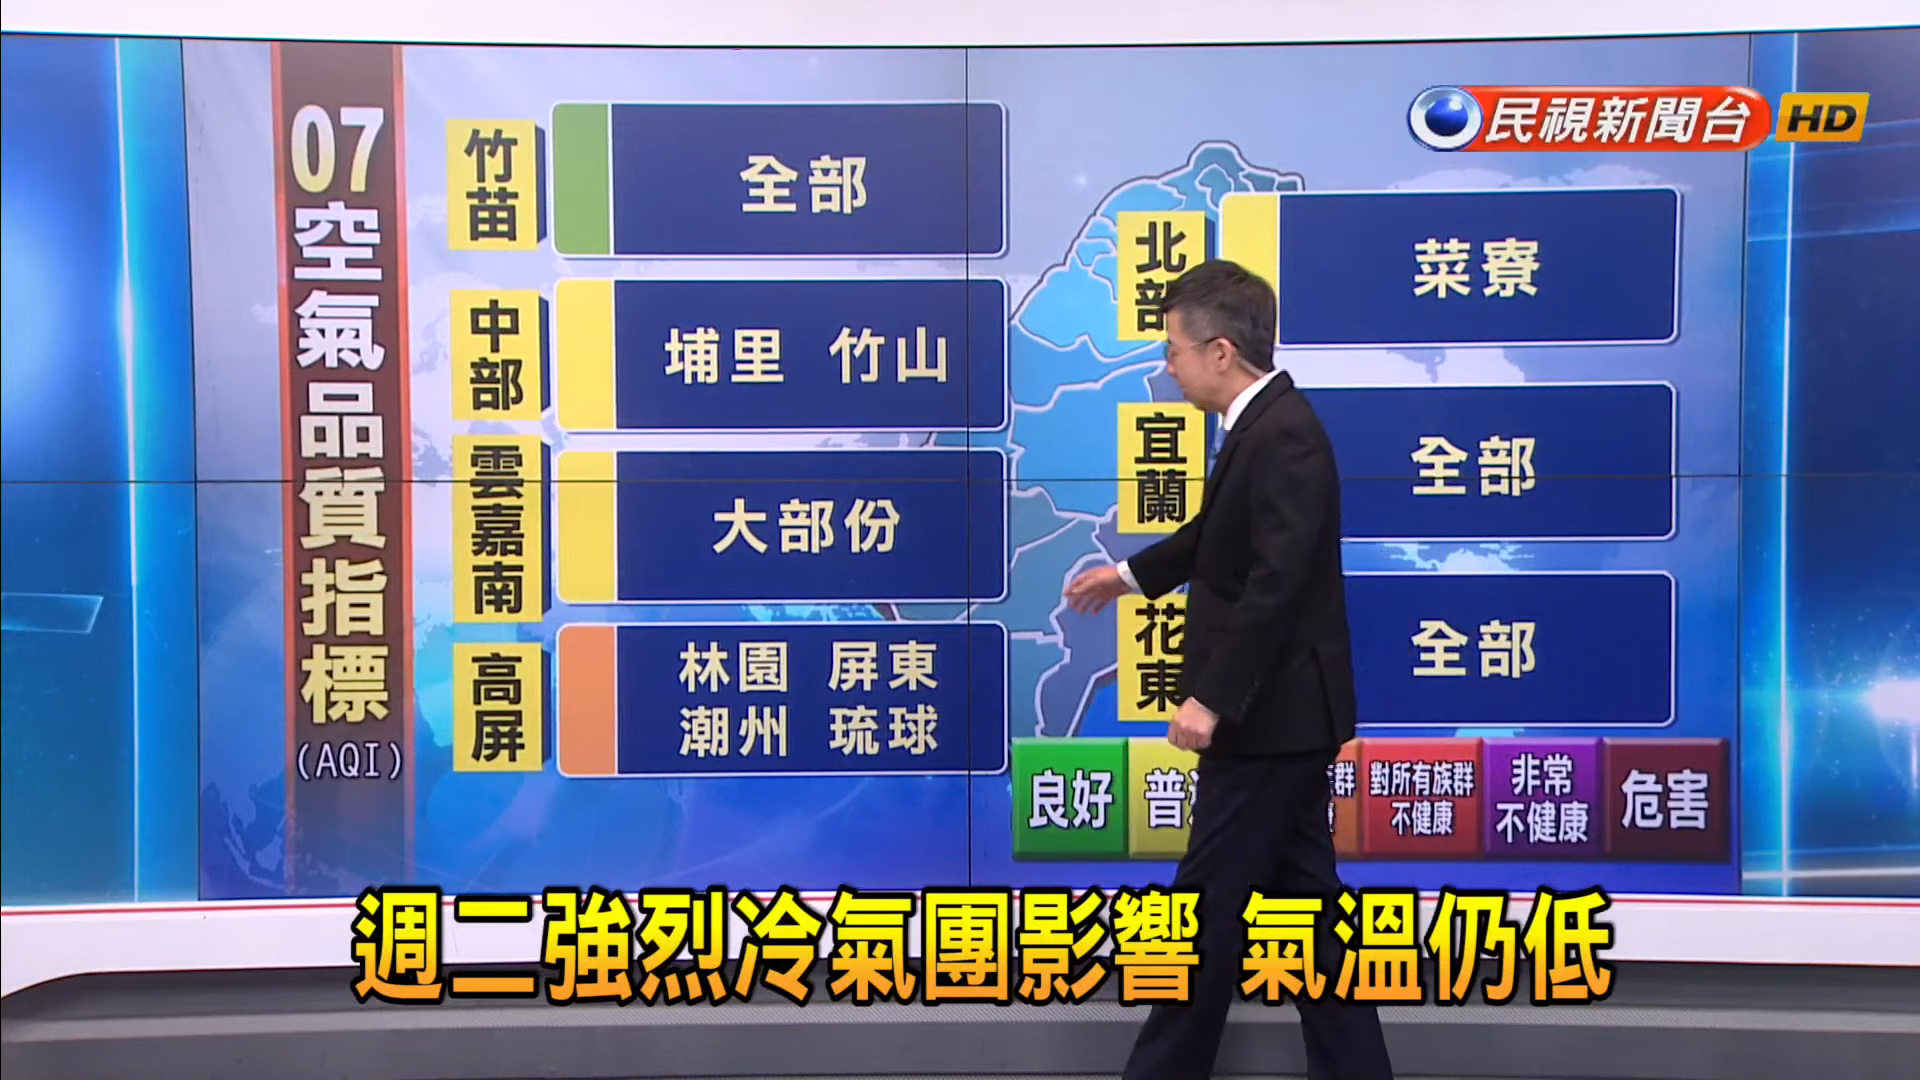 民視新聞台 HD
07空氣品質指標
(AQI)
竹苗
全部
中部
埔里 竹山
雲嘉南
大部份
高屏
林園 屏東
潮州 琉球
北部
菜寮
宜蘭
全部
花東
全部
良好
普
群
對所有族群
不健康
非常
不健康
危害
週二強烈冷氣團影響 氣溫仍低